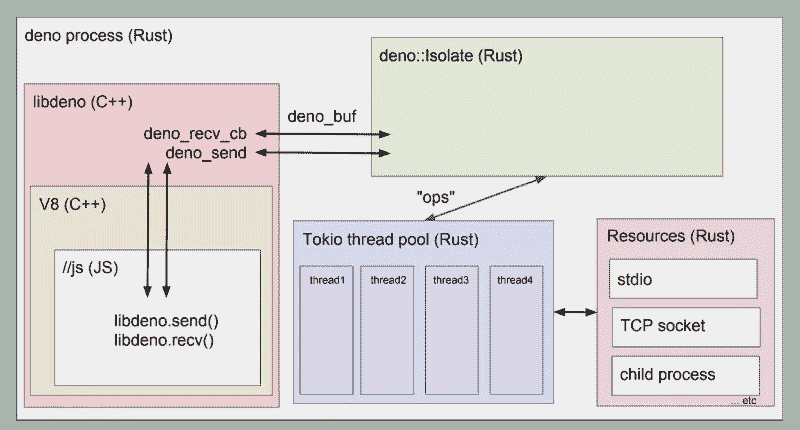 deno process (Rust)
deno::Isolate (Rust)
libdeno (C++)
deno_buf
deno_recv_cb
deno_send
V8 (C++)
"ops"
//js (JS)
libdeno.send()
libdeno.recv()
Tokio thread pool (Rust)
thread1
thread2
thread3
thread4
Resources (Rust)
stdio
TCP socket
child process
... etc